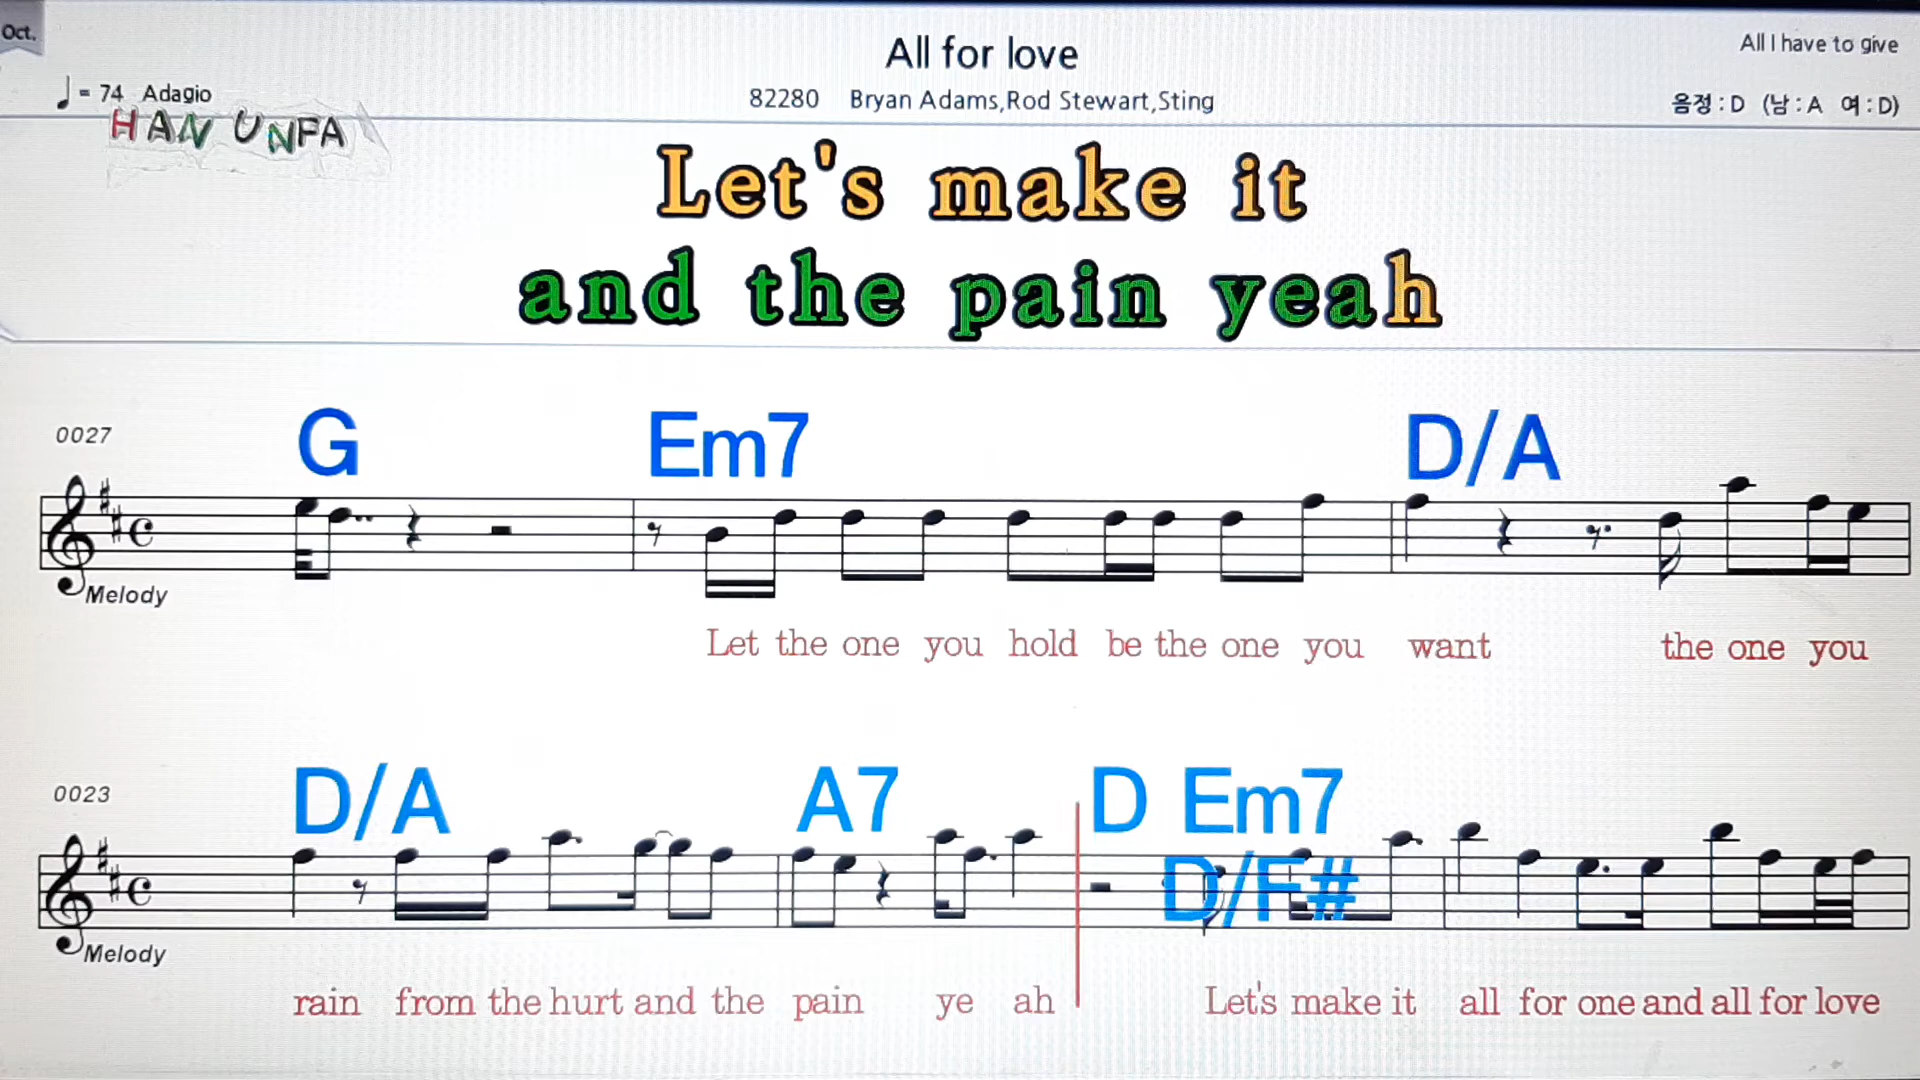 Oct.
All for love
All I have to give
♩ = 74 Adagio
82280 Bryan Adams,Rod Stewart,Sting
음정 : D (남 : A 여 : D)
HAN UNFA
Let's make it
and the pain yeah
0027
G Em7 D/A
Melody
Let the one you hold be the one you want the one you
0023
D/A A7 D Em7
D/F#
Melody
rain from the hurt and the pain ye ah Let's make it all for one and all for love